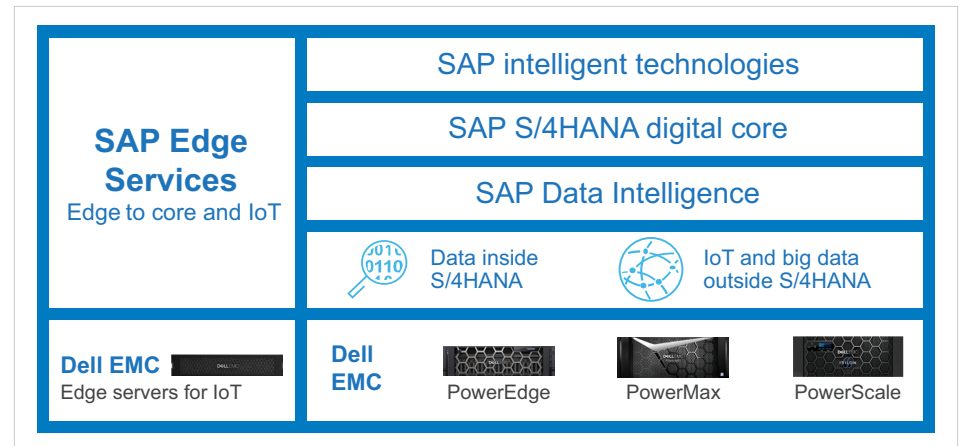 SAP Edge
Services
Edge to core and IoT
SAP intelligent technologies
SAP S/4HANA digital core
SAP Data Intelligence
Data inside
S/4HANA
IoT and big data
outside S/4HANA
Dell EMC
Edge servers for IoT
Dell
EMC
PowerEdge
PowerMax
PowerScale